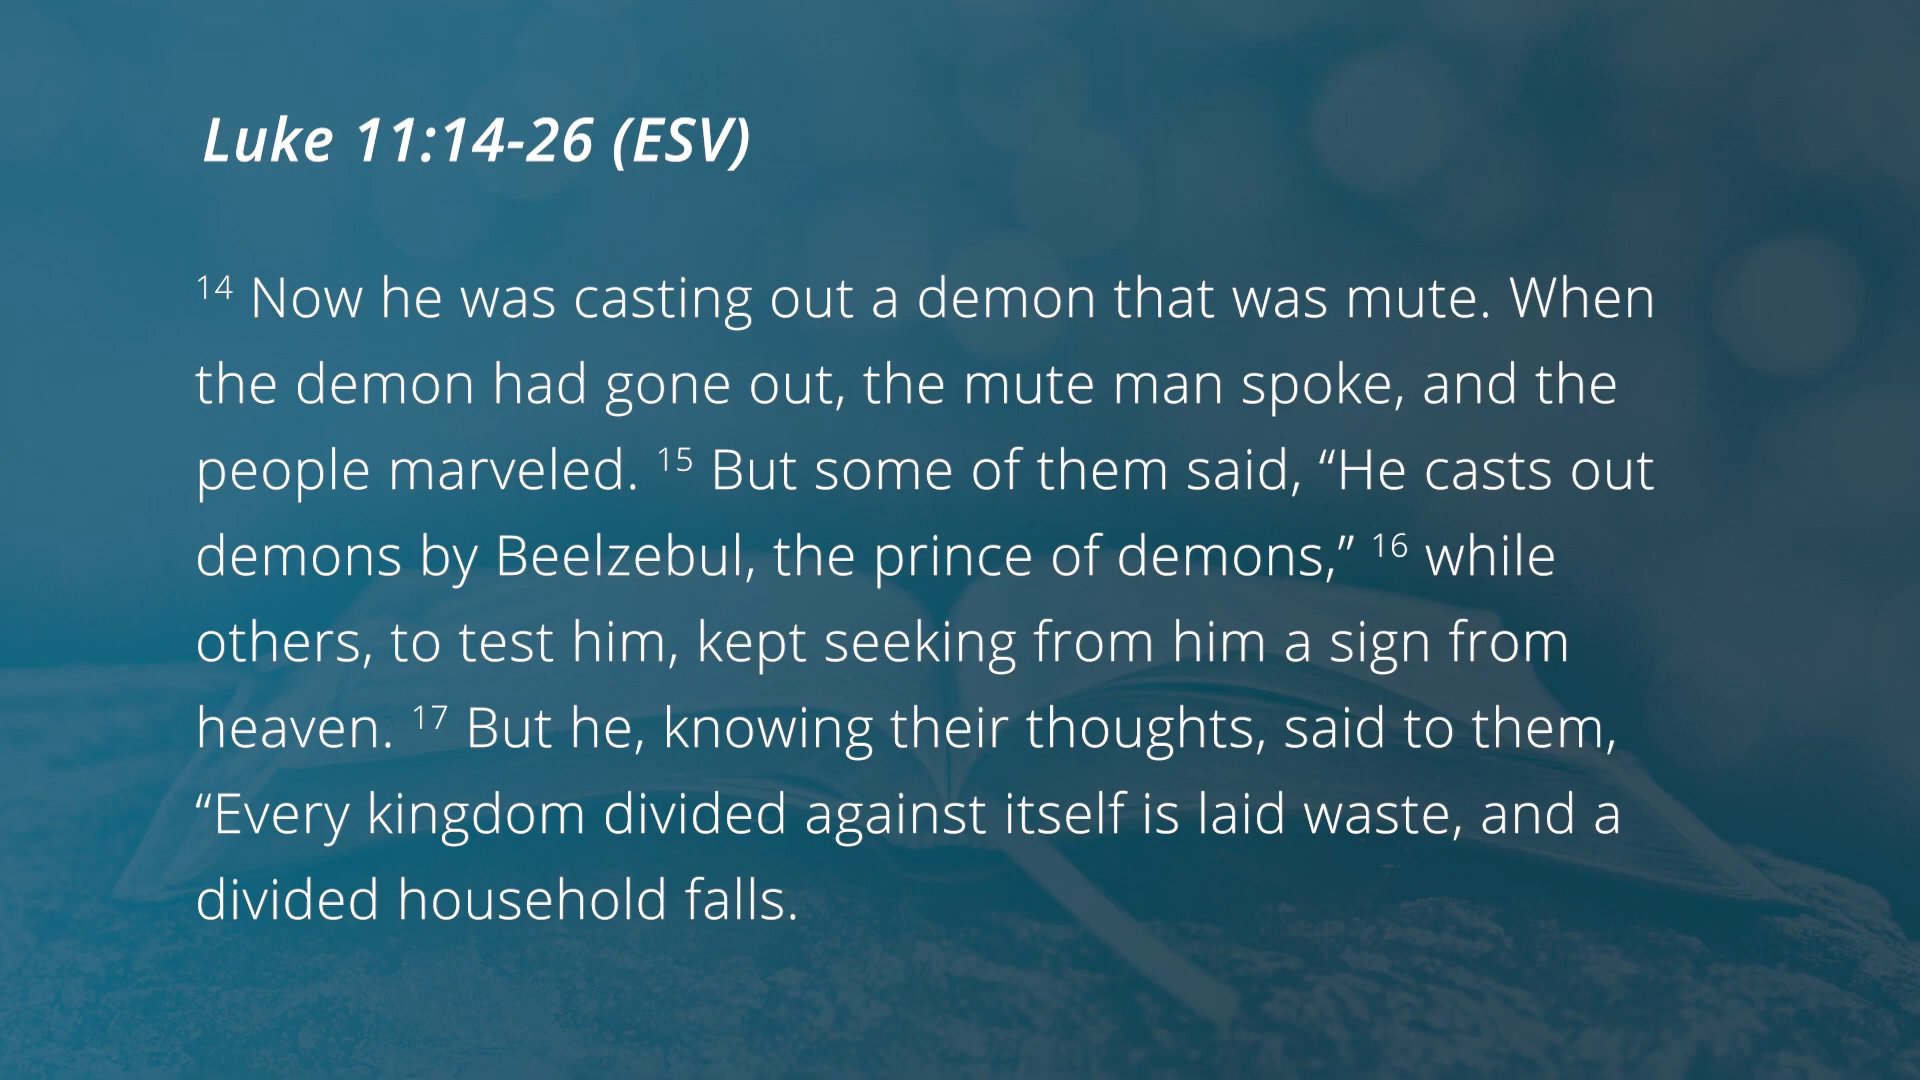 Luke 11:14-26 (ESV)
14 Now he was casting out a demon that was mute. When
the demon had gone out, the mute man spoke, and the
people marveled. 15 But some of them said, “He casts out
demons by Beelzebul, the prince of demons,” 16 while
others, to test him, kept seeking from him a sign from
heaven. 17 But he, knowing their thoughts, said to them,
“Every kingdom divided against itself is laid waste, and a
divided household falls.